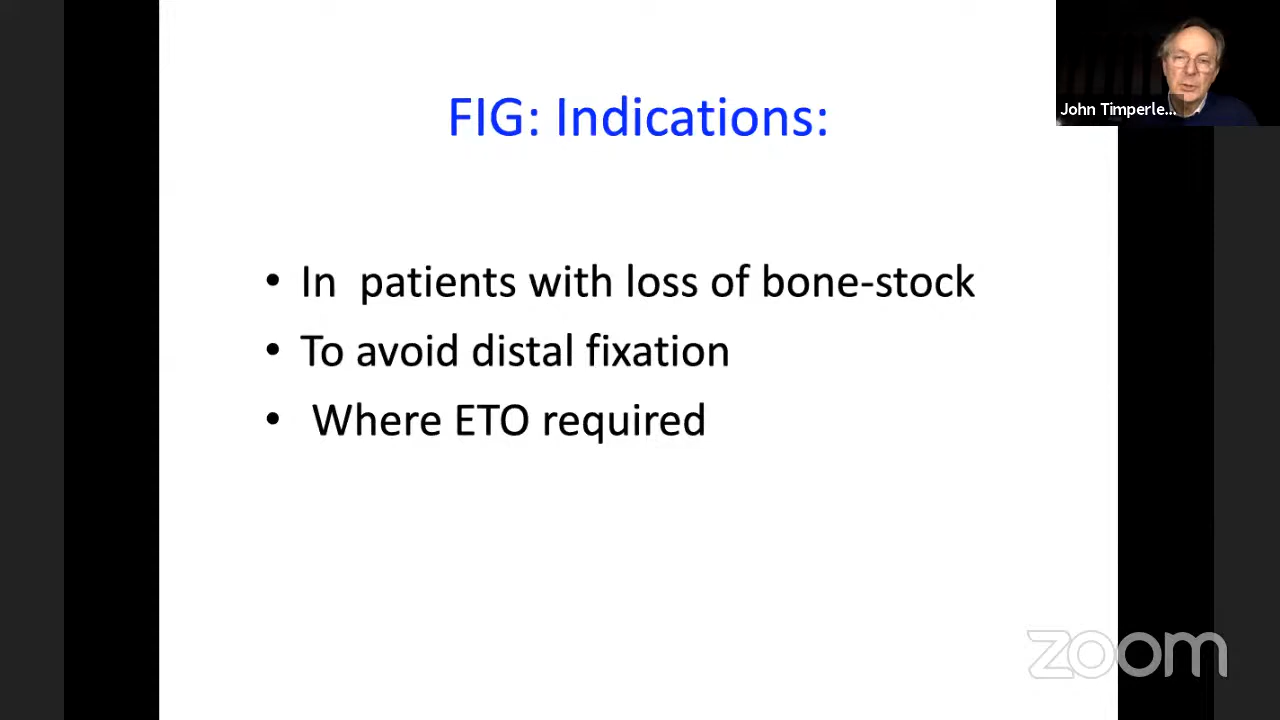 FIG: Indications:
John Timperle...
• In patients with loss of bone-stock
• To avoid distal fixation
• Where ETO required
zoom